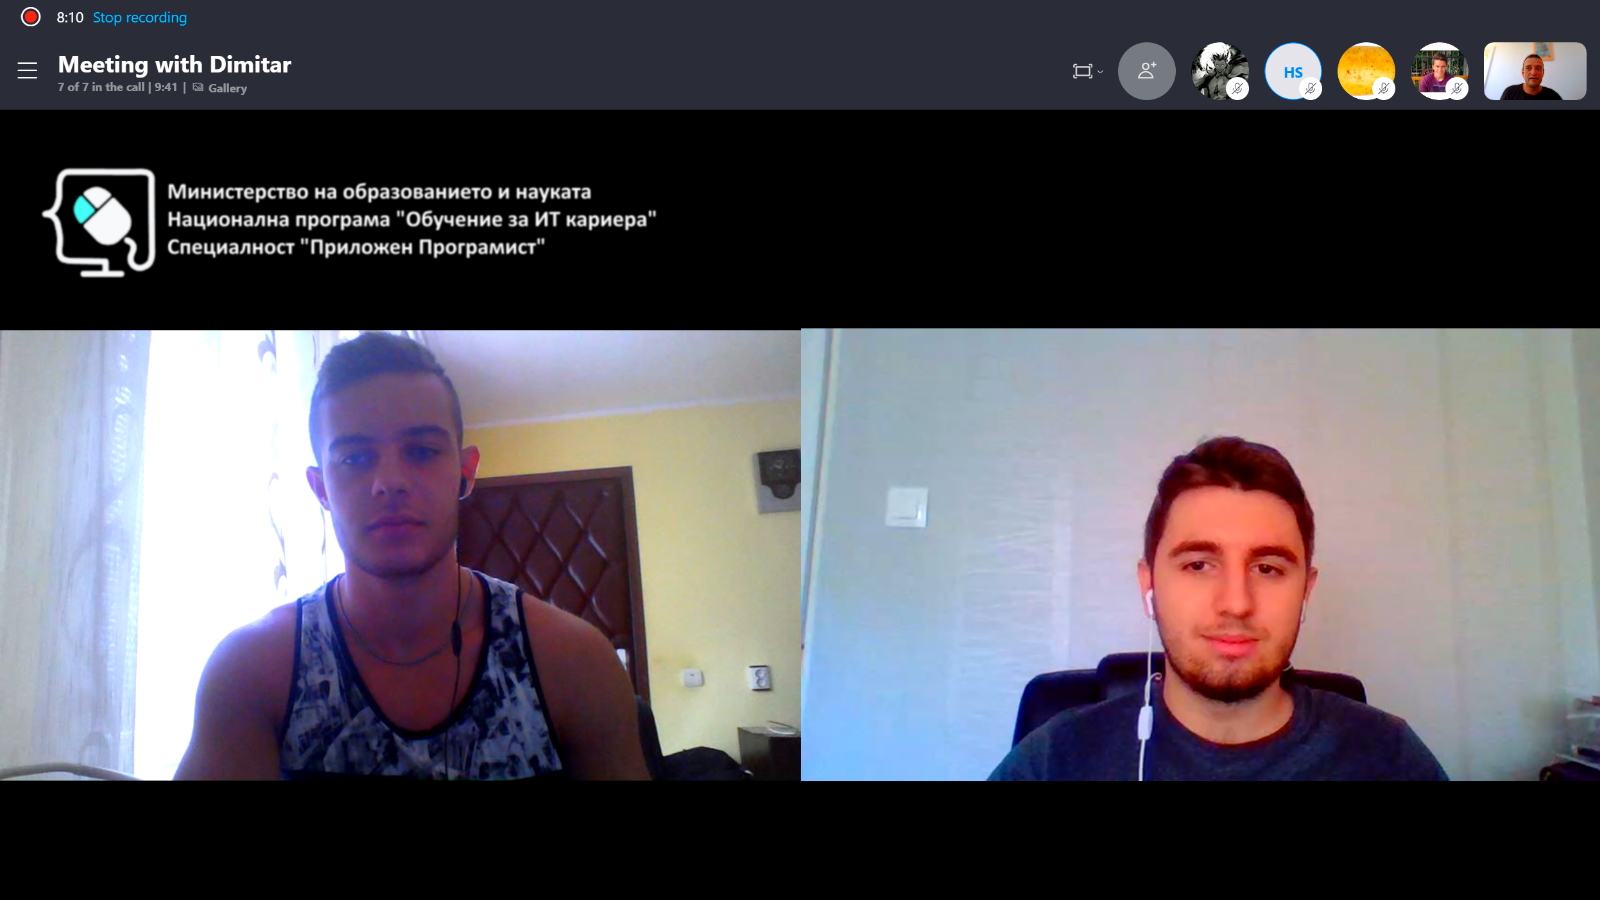 8:10 Stop recording
Meeting with Dimitar
7 of 7 in the call | 9:41 | Gallery
HS
Министерство на образованието и науката
Национална програма "Обучение за ИТ кариера"
Специалност "Приложен Програмист"